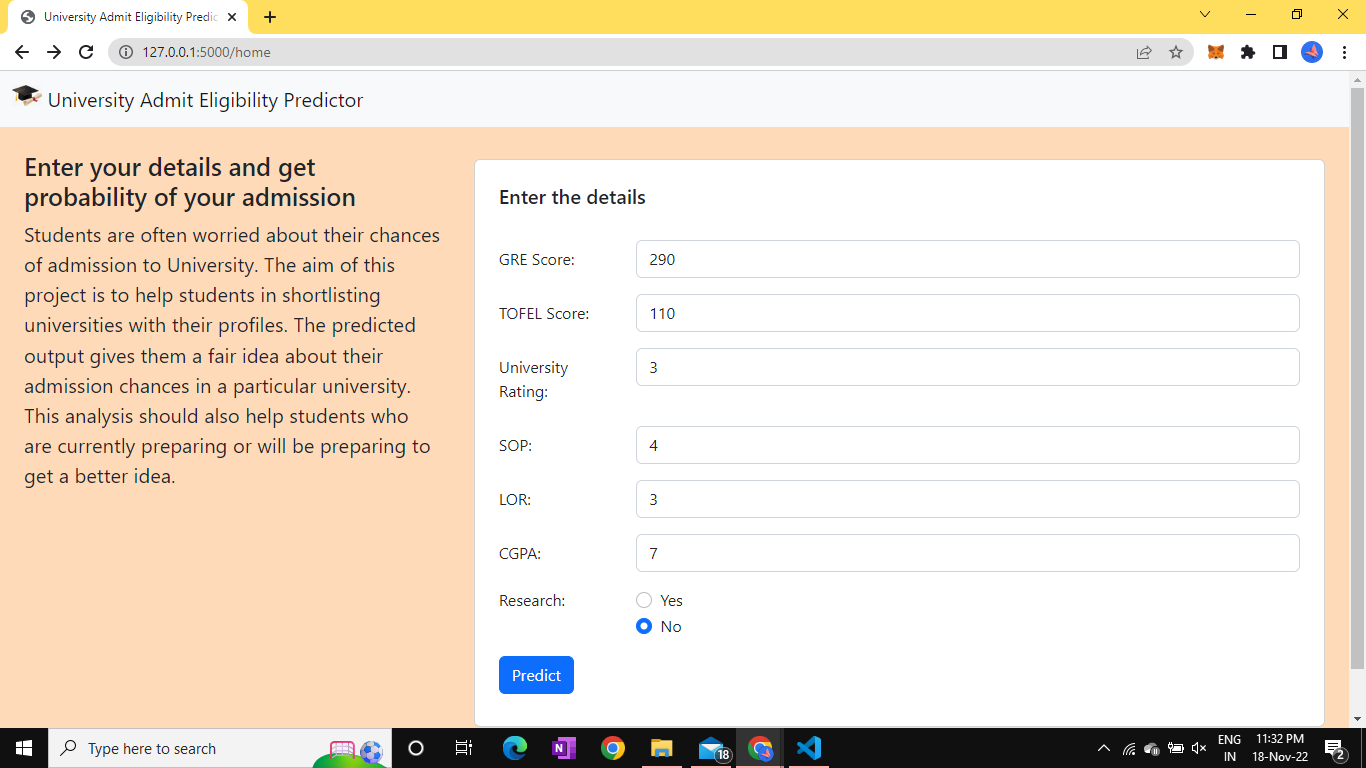 University Admit Eligibility Predic
127.0.0.1:5000/home
University Admit Eligibility Predictor
Enter your details and get
probability of your admission
Students are often worried about their chances
of admission to University. The aim of this
project is to help students in shortlisting
universities with their profiles. The predicted
output gives them a fair idea about their
admission chances in a particular university.
This analysis should also help students who
are currently preparing or will be preparing to
get a better idea.
Enter the details
GRE Score: 290
TOFEL Score: 110
University
Rating: 3
SOP: 4
LOR: 3
CGPA: 7
Research: Yes
No
Predict
Type here to search
N
18
ENG
IN
11:32 PM
18-Nov-22
2